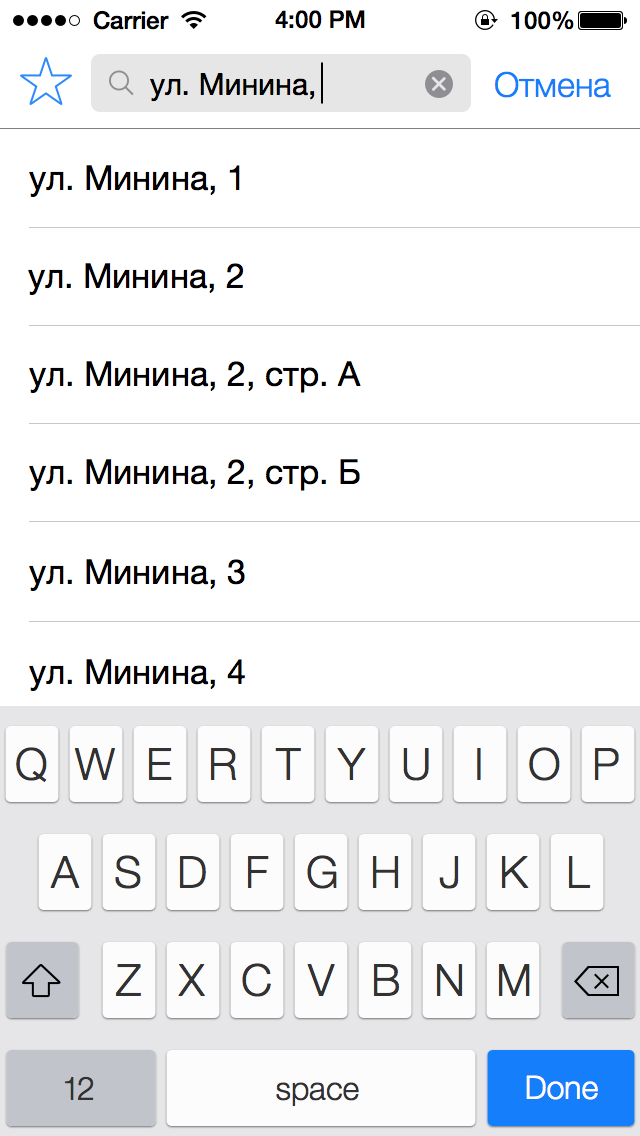 Carrier 4:00 PM 100%
ул. Минина, Отмена
ул. Минина, 1
ул. Минина, 2
ул. Минина, 2, стр. А
ул. Минина, 2, стр. Б
ул. Минина, 3
ул. Минина, 4
Q W E R T Y U I O P
A S D F G H J K L
Z X C V B N M
12 space Done